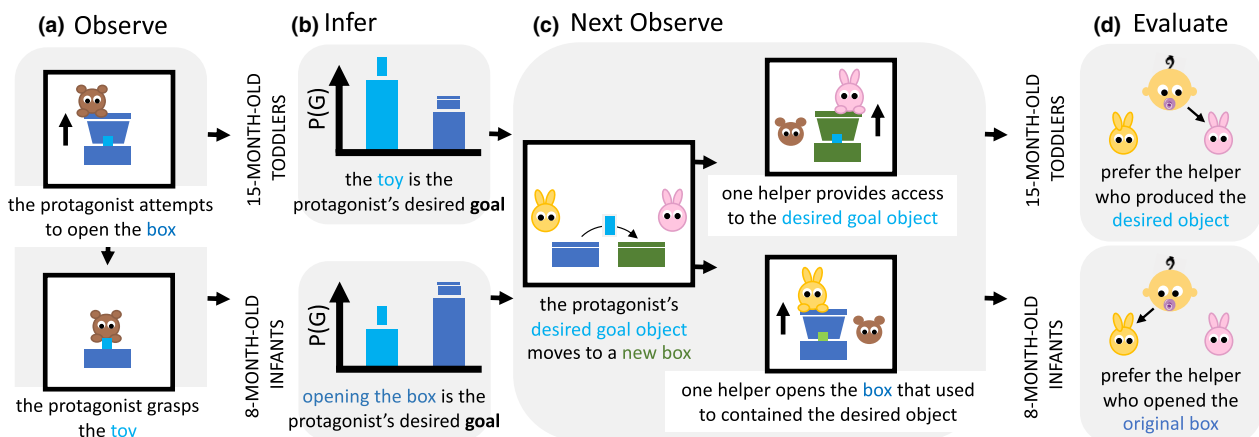 (a) Observe
(b) Infer
(c) Next Observe
(d) Evaluate
the protagonist attempts
to open the box
the protagonist grasps
the toy
15-MONTH-OLD
TODDLERS
8-MONTH-OLD
INFANTS
P(G)
the toy is the
protagonist's desired goal
P(G)
opening the box is the
protagonist's desired goal
the protagonist's
desired goal object
moves to a new box
one helper provides access
to the desired goal object
one helper opens the box that used
to contained the desired object
15-MONTH-OLD
TODDLERS
8-MONTH-OLD
INFANTS
prefer the helper
who produced the
desired object
prefer the helper
who opened the
original box